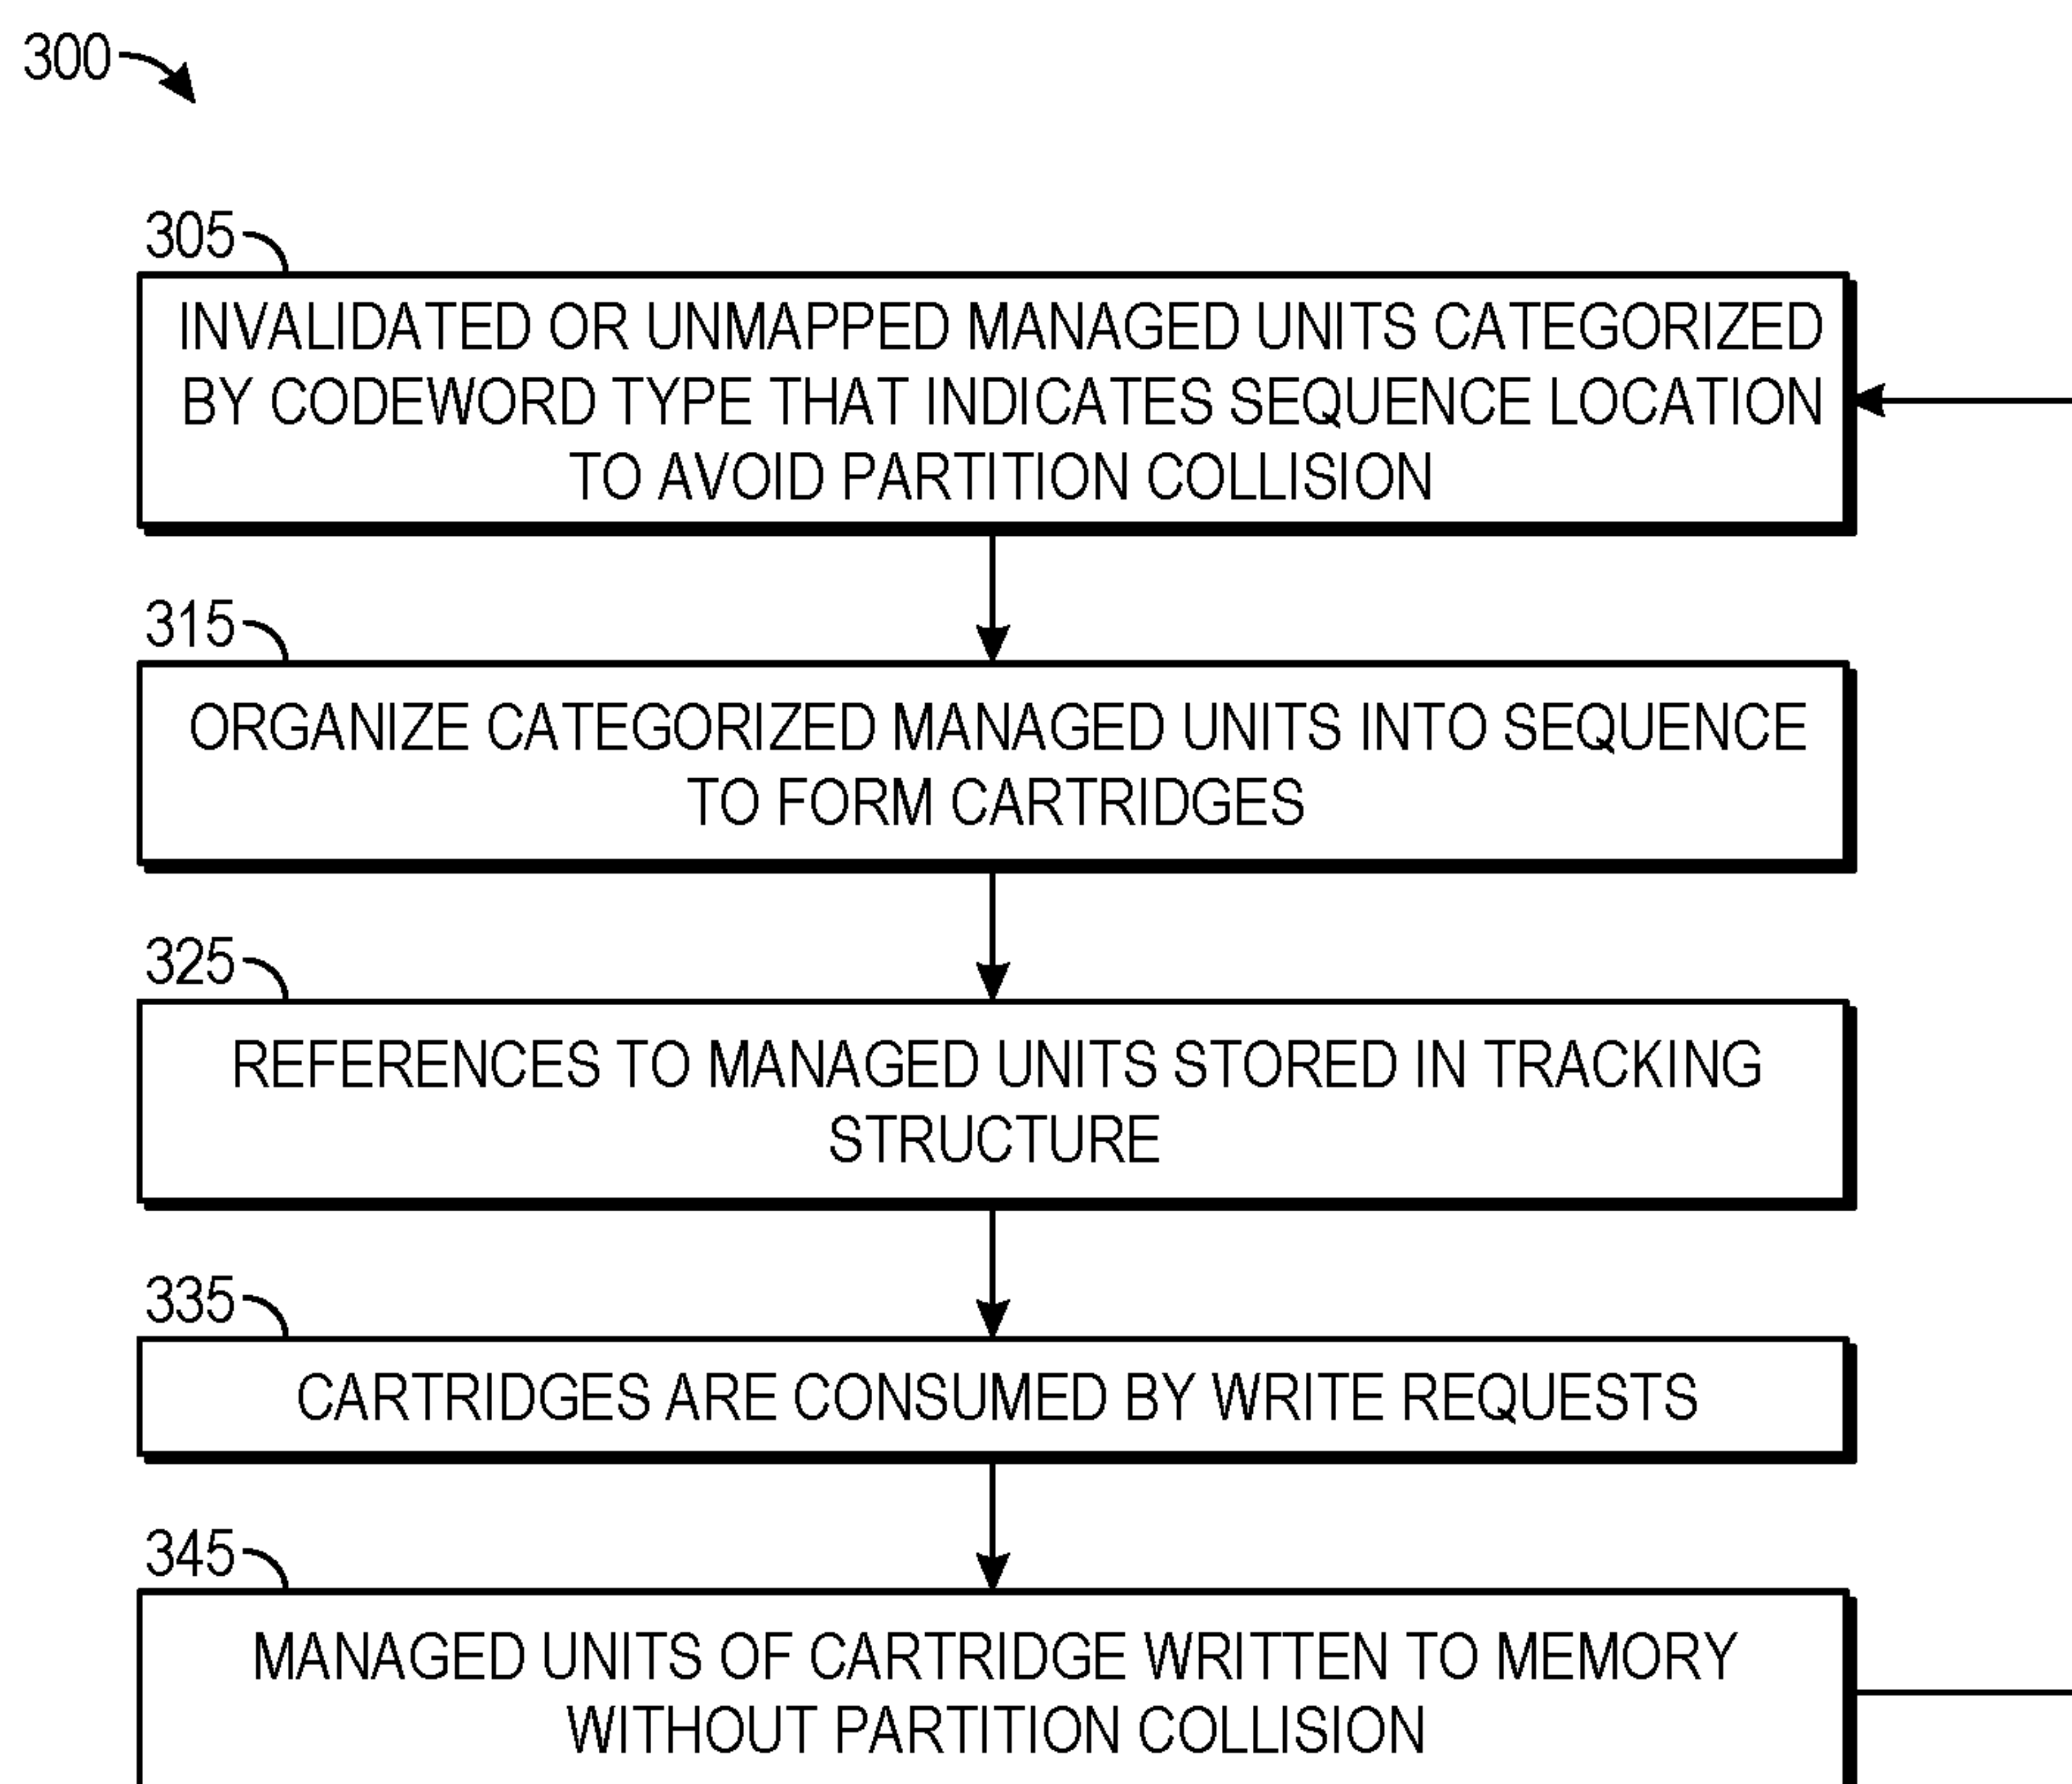 300
305
INVALIDATED OR UNMAPPED MANAGED UNITS CATEGORIZED
BY CODEWORD TYPE THAT INDICATES SEQUENCE LOCATION
TO AVOID PARTITION COLLISION
315
ORGANIZE CATEGORIZED MANAGED UNITS INTO SEQUENCE
TO FORM CARTRIDGES
325
REFERENCES TO MANAGED UNITS STORED IN TRACKING
STRUCTURE
335
CARTRIDGES ARE CONSUMED BY WRITE REQUESTS
345
MANAGED UNITS OF CARTRIDGE WRITTEN TO MEMORY
WITHOUT PARTITION COLLISION